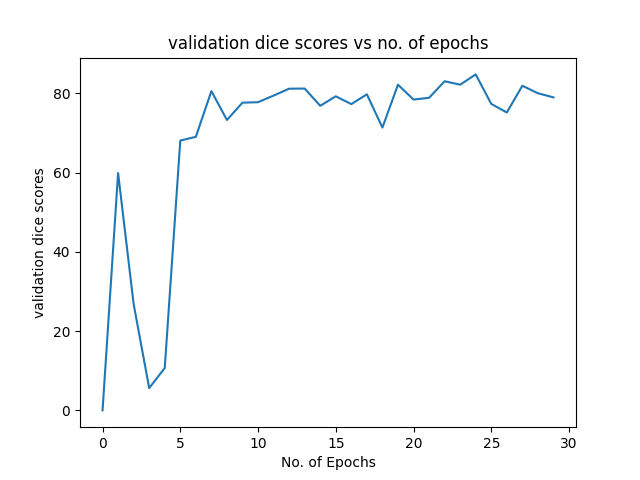 validation dice scores vs no. of epochs
validation dice scores
80
60
40
20
0
0 5 10 15 20 25 30
No. of Epochs